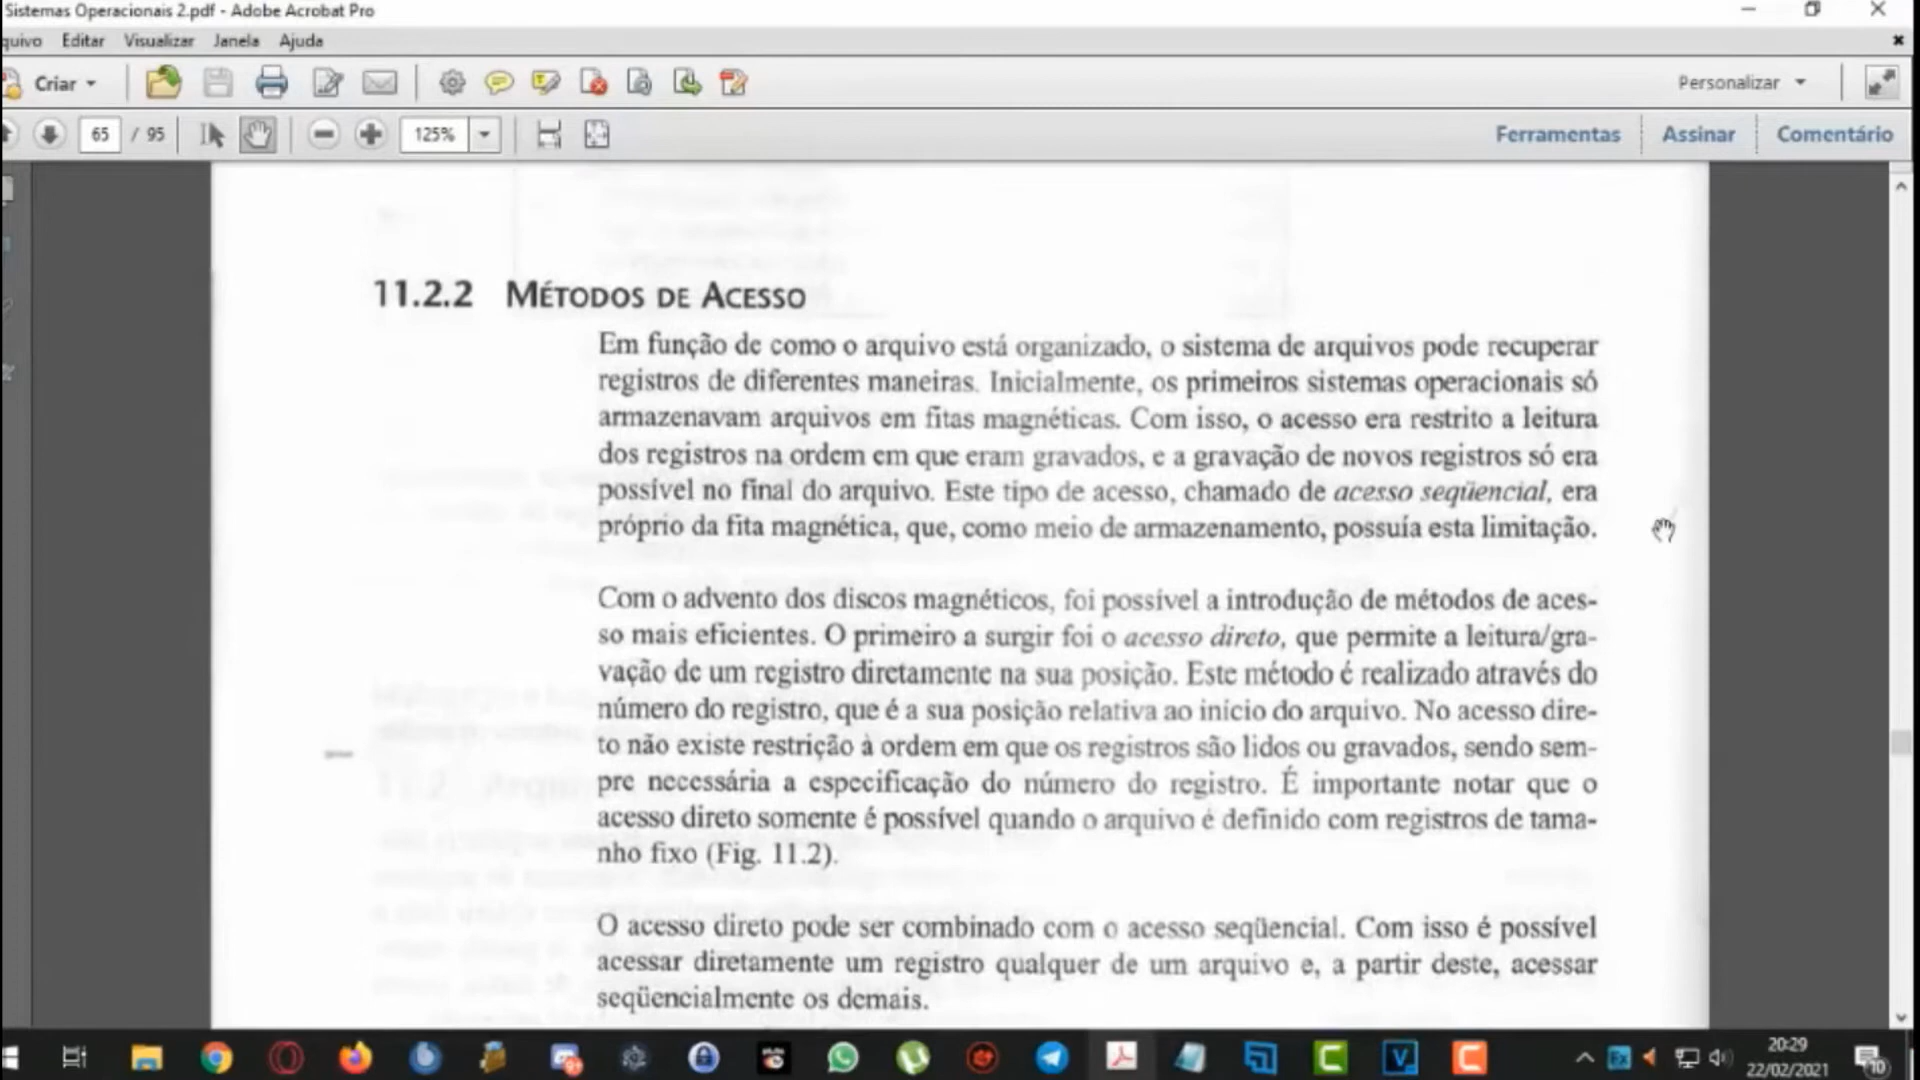 Sistemas Operacionais 2.pdf - Adobe Acrobat Pro
quivo Editar Visualizar Janela Ajuda
Criar
Personalizar
65 / 95 125% Ferramentas Assinar Comentário
11.2.2 MÉTODOS DE ACESSO
Em função de como o arquivo está organizado, o sistema de arquivos pode recuperar
registros de diferentes maneiras. Inicialmente, os primeiros sistemas operacionais só
armazenavam arquivos em fitas magnéticas. Com isso, o acesso era restrito a leitura
dos registros na ordem em que eram gravados, e a gravação de novos registros só era
possível no final do arquivo. Este tipo de acesso, chamado de acesso seqüencial, era
próprio da fita magnética, que, como meio de armazenamento, possuía esta limitação.
Com o advento dos discos magnéticos, foi possível a introdução de métodos de aces-
so mais eficientes. O primeiro a surgir foi o acesso direto, que permite a leitura/gra-
vação de um registro diretamente na sua posição. Este método é realizado através do
número do registro, que é a sua posição relativa ao início do arquivo. No acesso dire-
to não existe restrição à ordem em que os registros são lidos ou gravados, sendo sem-
pre necessária a especificação do número do registro. É importante notar que o
acesso direto somente é possível quando o arquivo é definido com registros de tama-
nho fixo (Fig. 11.2).
O acesso direto pode ser combinado com o acesso seqüencial. Com isso é possível
acessar diretamente um registro qualquer de um arquivo e, a partir deste, acessar
seqüencialmente os demais.
20:29
22/02/2021
10